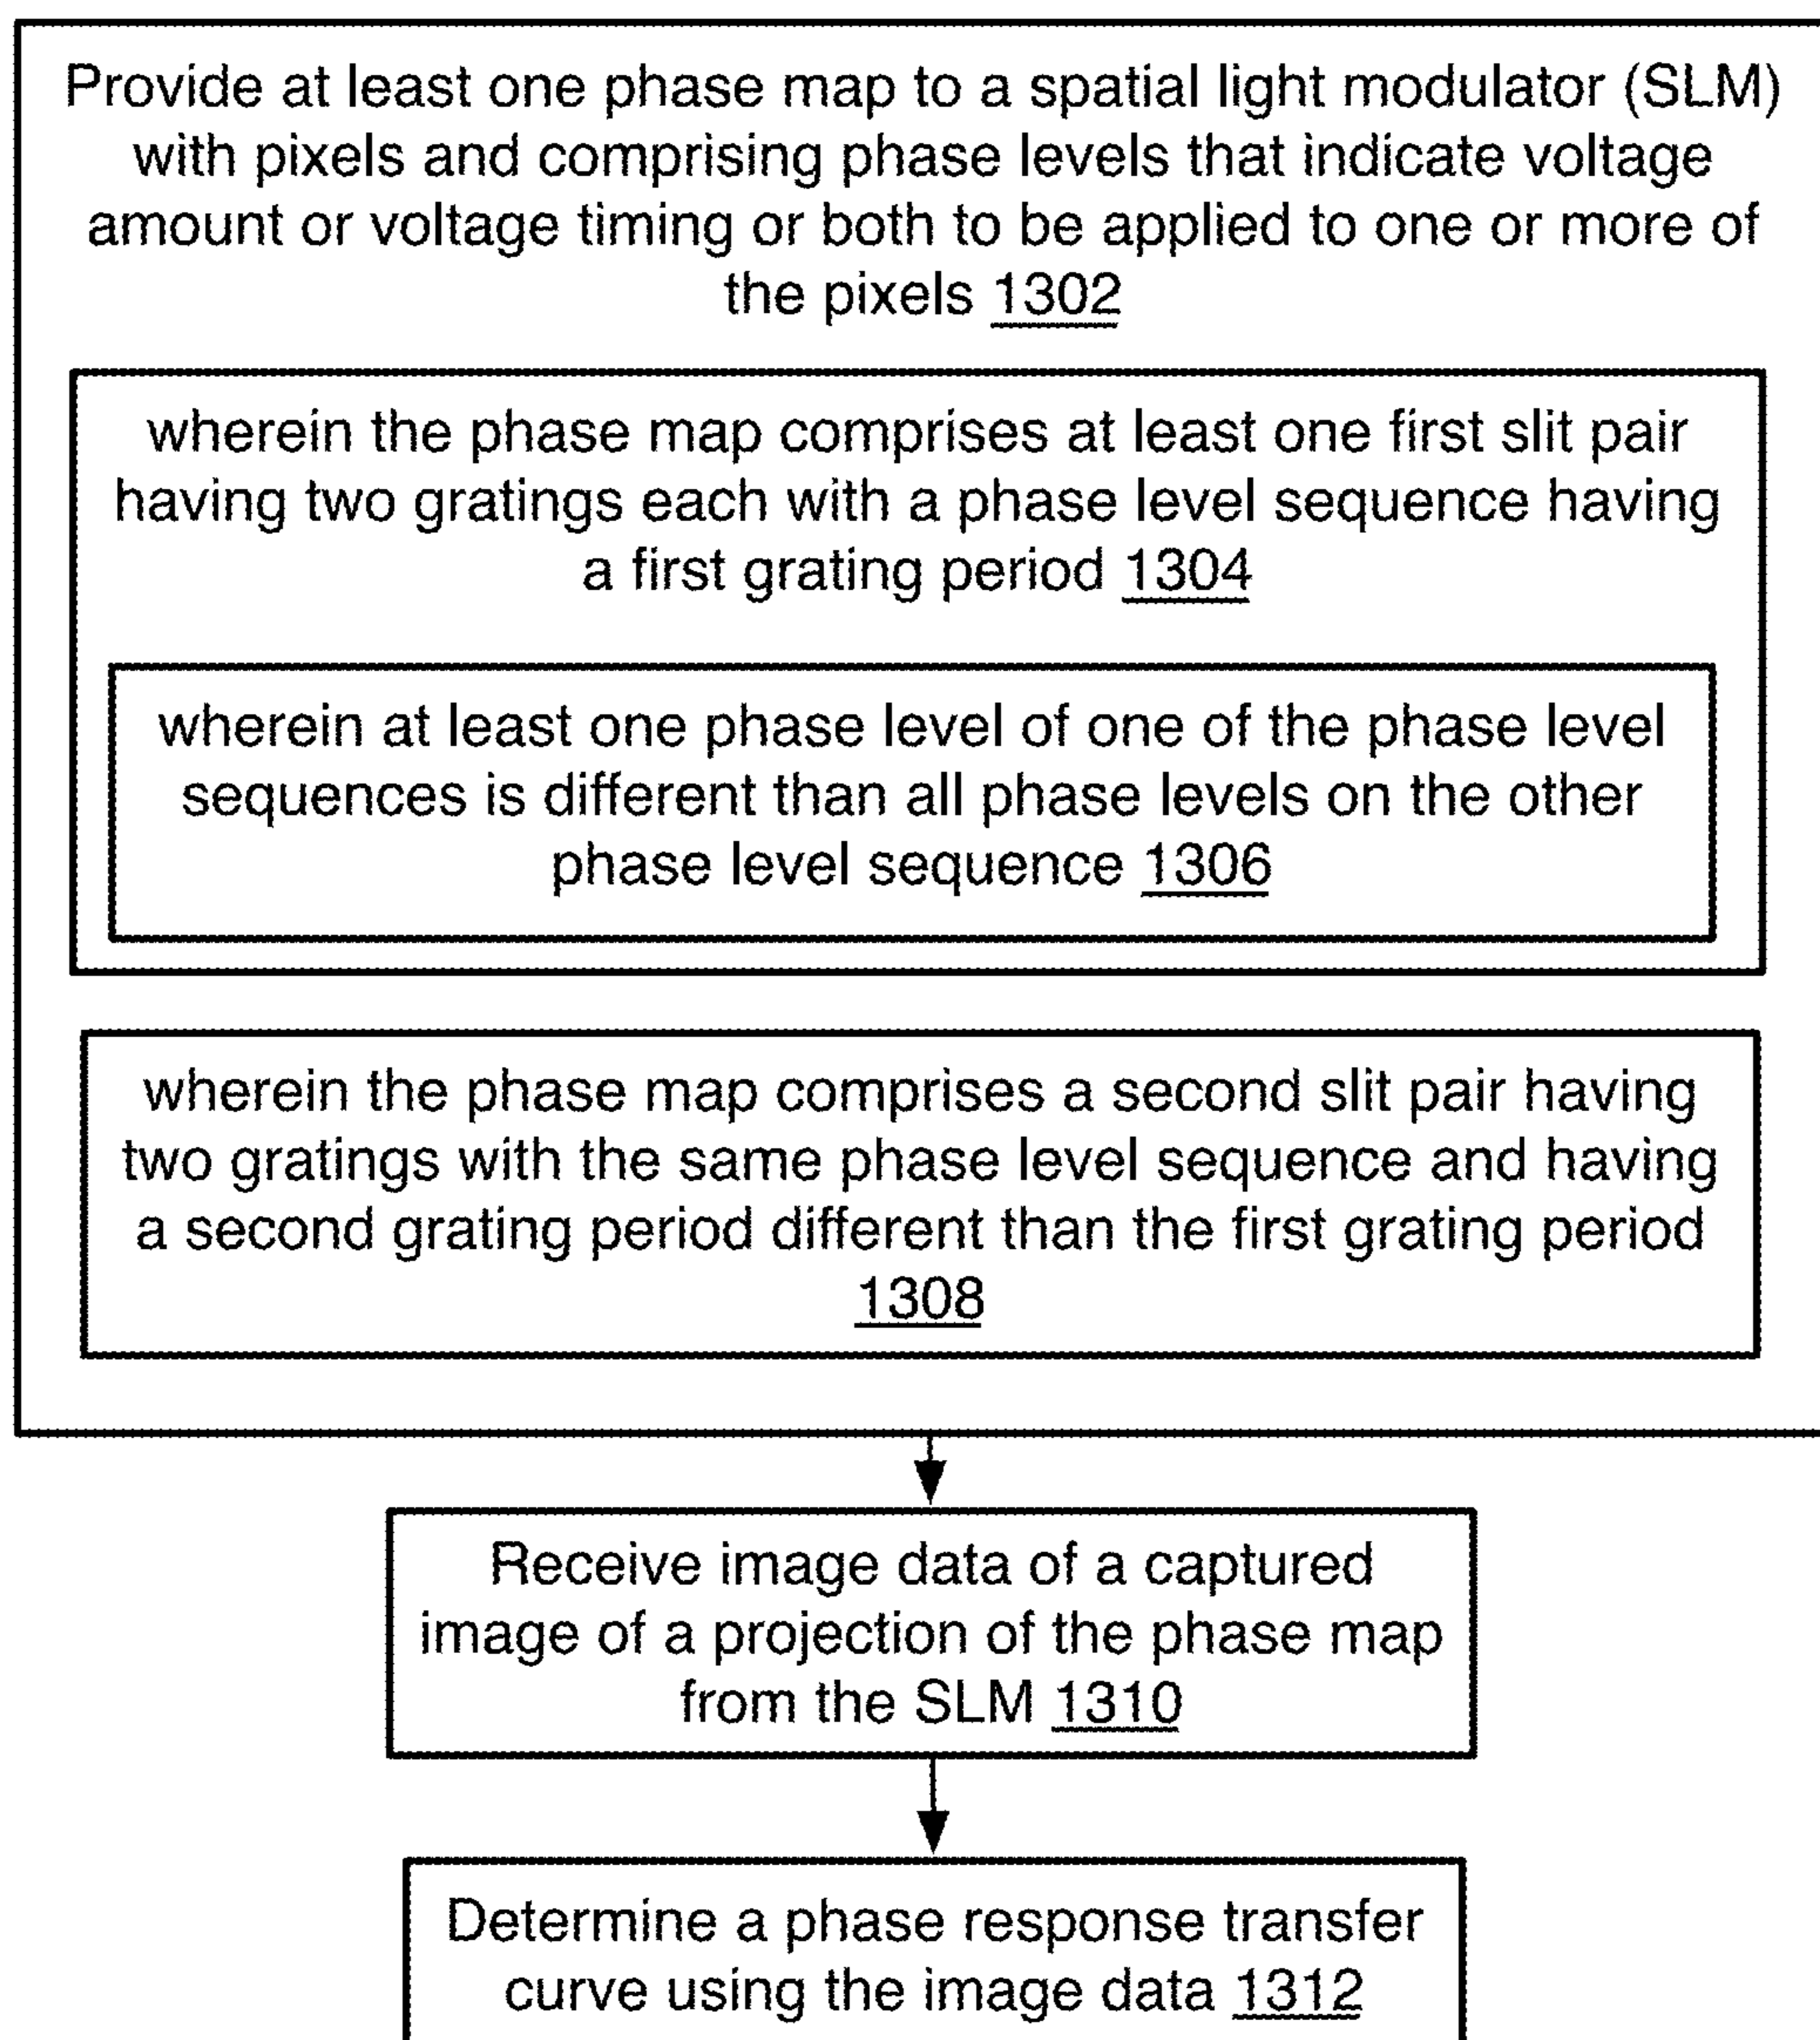 Provide at least one phase map to a spatial light modulator (SLM)
with pixels and comprising phase levels that indicate voltage
amount or voltage timing or both to be applied to one or more of
the pixels 1302
wherein the phase map comprises at least one first slit pair
having two gratings each with a phase level sequence having
a first grating period 1304
wherein at least one phase level of one of the phase level
sequences is different than all phase levels on the other
phase level sequence 1306
wherein the phase map comprises a second slit pair having
two gratings with the same phase level sequence and having
a second grating period different than the first grating period
1308
Receive image data of a captured
image of a projection of the phase map
from the SLM 1310
Determine a phase response transfer
curve using the image data 1312